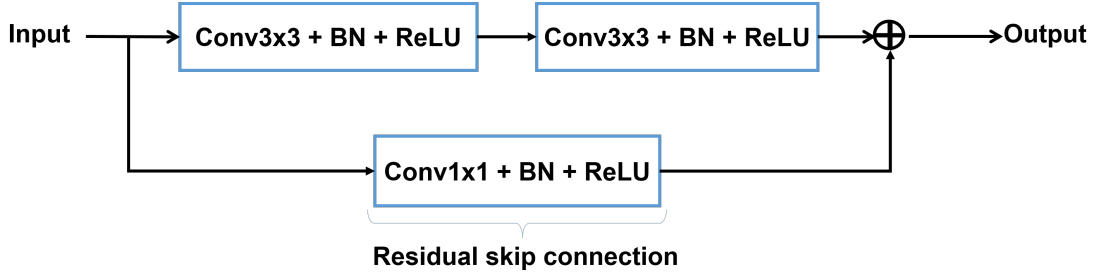 Input
Conv3x3 + BN + ReLU
Conv3x3 + BN + ReLU
Output
Conv1x1 + BN + ReLU
Residual skip connection